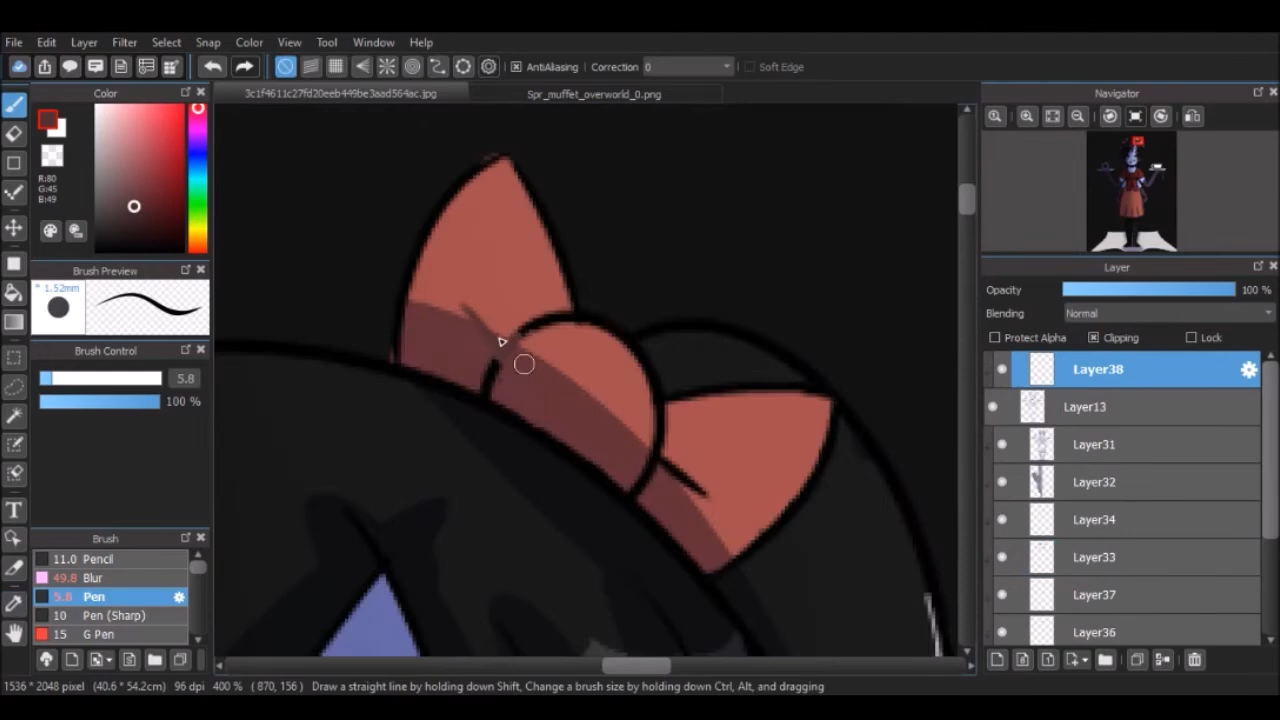 File Edit Layer Filter Select Snap Color View Tool Window Help
AntiAliasing Correction 0 Soft Edge
Color
3c1f4611c27fd20eeb449be3aad564ac.jpg
Spr_muffet_overworld_0.png
Navigator
R:80
G:45
B:49
Brush Preview
* 1.52mm
Layer
Opacity 100 %
Blending Normal
Protect Alpha Clipping Lock
Brush Control
5.8
100 %
Layer38
Layer13
Layer31
Layer32
Layer34
Layer33
Layer37
Layer36
Brush
11.0 Pencil
49.8 Blur
5.8 Pen
10 Pen (Sharp)
15 G Pen
1536 * 2048 pixel (40.6 * 54.2cm) 96 dpi 400 % ( 870, 156 ) Draw a straight line by holding down Shift, Change a brush size by holding down Ctrl, Alt, and dragging